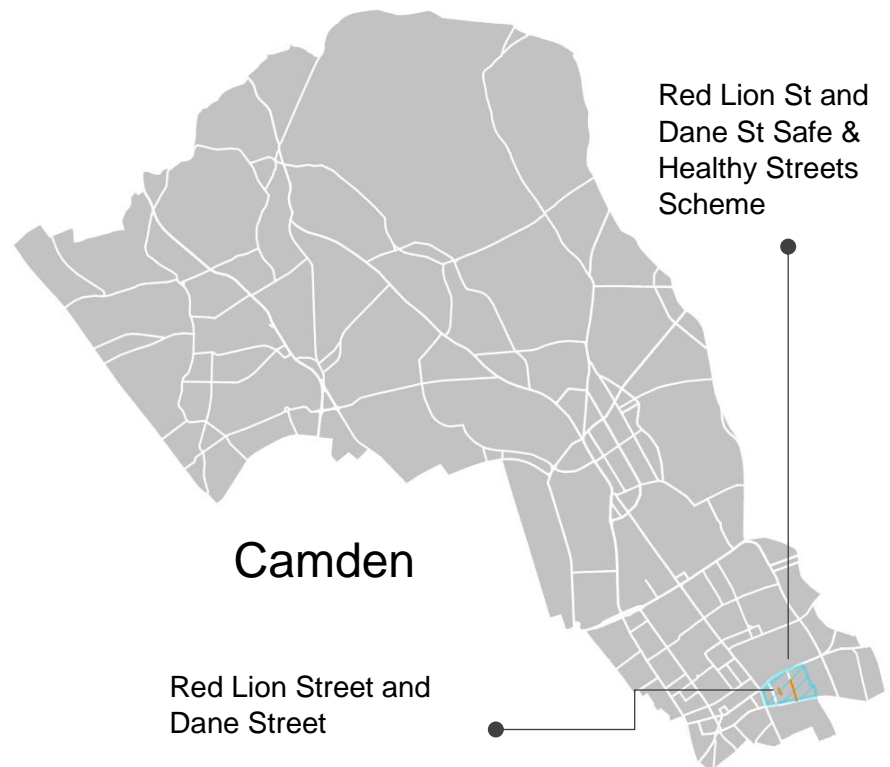 Red Lion St and
Dane St Safe &
Healthy Streets
Scheme
Camden
Red Lion Street and
Dane Street